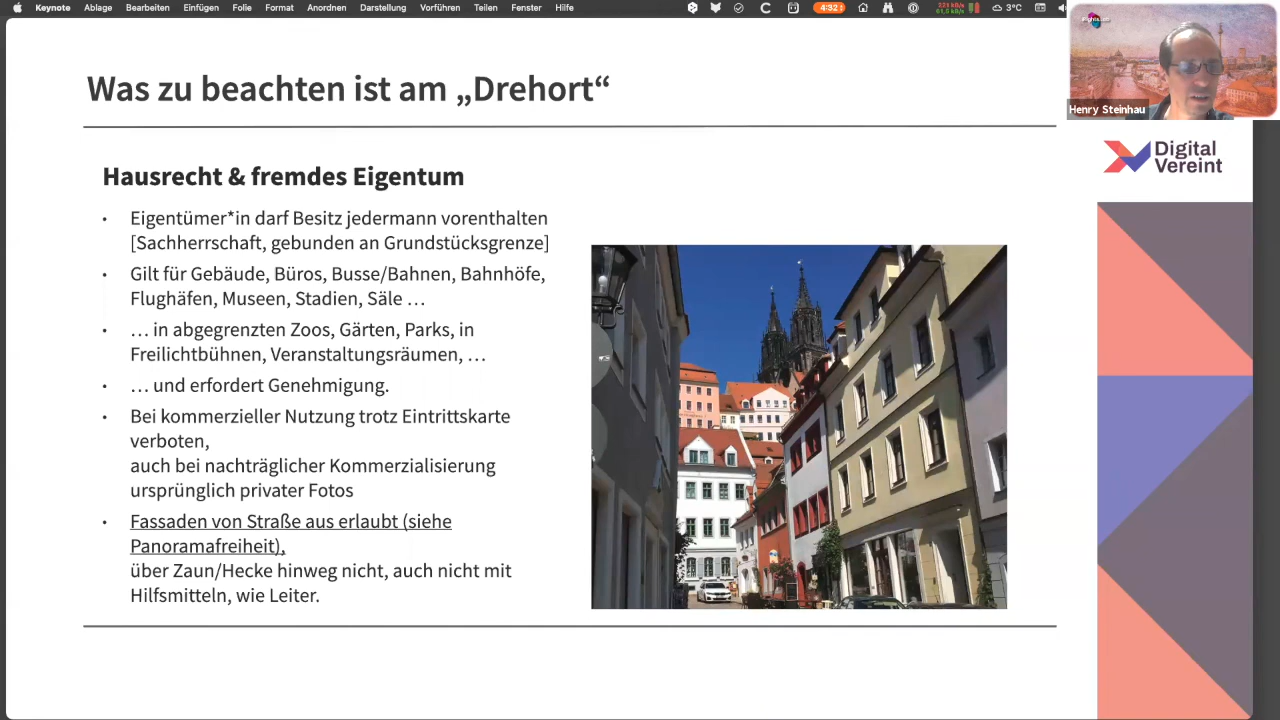 Keynote Ablage Bearbeiten Einfügen Folie Format Anordnen Darstellung Vorführen Teilen Fenster Hilfe 4:32 3°C
Henry Steinhau
Was zu beachten ist am „Drehort“
Digital
Vereint
Hausrecht & fremdes Eigentum
• Eigentümer*in darf Besitz jedermann vorenthalten
[Sachherrschaft, gebunden an Grundstücksgrenze]
• Gilt für Gebäude, Büros, Busse/Bahnen, Bahnhöfe,
Flughäfen, Museen, Stadien, Säle …
• … in abgegrenzten Zoos, Gärten, Parks, in
Freilichtbühnen, Veranstaltungsräumen, …
• … und erfordert Genehmigung.
• Bei kommerzieller Nutzung trotz Eintrittskarte
verboten,
auch bei nachträglicher Kommerzialisierung
ursprünglich privater Fotos
• Fassaden von Straße aus erlaubt (siehe
Panoramafreiheit),
über Zaun/Hecke hinweg nicht, auch nicht mit
Hilfsmitteln, wie Leiter.